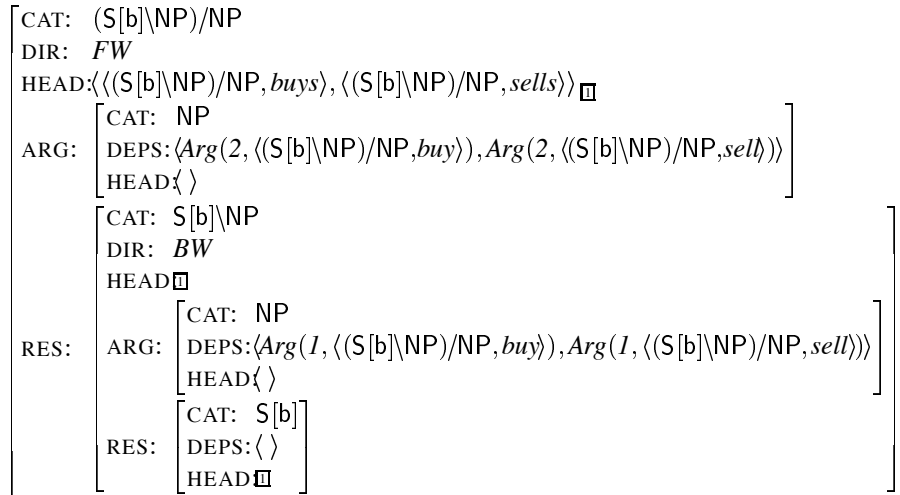 CAT: (S[b]\NP)/NP
DIR: FW
HEAD:⟨⟨(S[b]\NP)/NP, buys⟩, ⟨(S[b]\NP)/NP, sells⟩⟩ 1
CAT: NP
ARG: DEPS:⟨Arg(2, ⟨(S[b]\NP)/NP,buy⟩), Arg(2, ⟨(S[b]\NP)/NP,sell⟩)⟩
HEAD:⟨ ⟩
CAT: S[b]\NP
DIR: BW
HEAD:1
CAT: NP
RES: ARG: DEPS:⟨Arg(1, ⟨(S[b]\NP)/NP, buy⟩), Arg(1, ⟨(S[b]\NP)/NP, sell⟩)⟩
HEAD:⟨ ⟩
CAT: S[b]
RES: DEPS:⟨ ⟩
HEAD:1